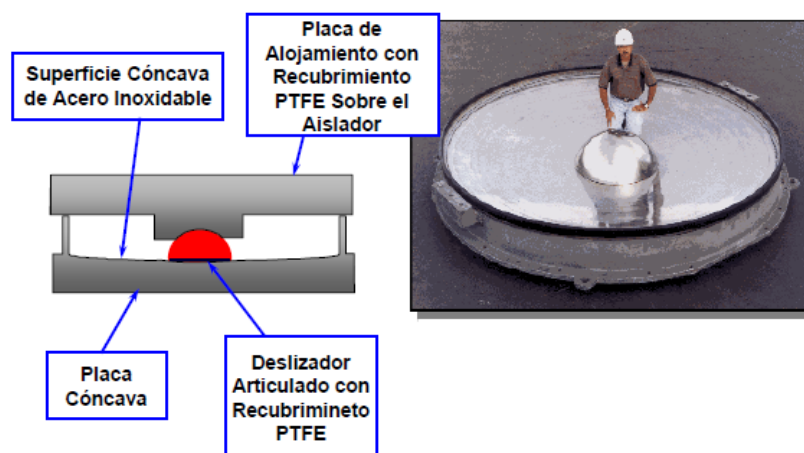 Superficie Cóncava
de Acero Inoxidable
Placa de
Alojamiento con
Recubrimiento
PTFE Sobre el
Aislador
Placa
Cóncava
Deslizador
Articulado con
Recubrimineto
PTFE